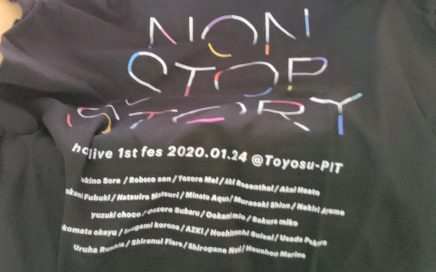 NON
STOP
STORY
hololive 1st fes 2020.01.24 @Toyosu-PIT
Tokino Sora / Roboco san / Yozora Mel / Aki Rosenthal / Akai Haato
Shirakami Fubuki / Natsuiro Matsuri / Minato Aqua / Murasaki Shion / Nakiri Ayame
yuzuki choco / Oozora Subaru / Ookami mio / Sakura miko
Nekomata okayu / Inugami korone / AZKi / Hoshimachi Suisei / Usada Pekora
Uruha Rushia / Shiranui Flare / Shirogane Noel / Houshou Marine